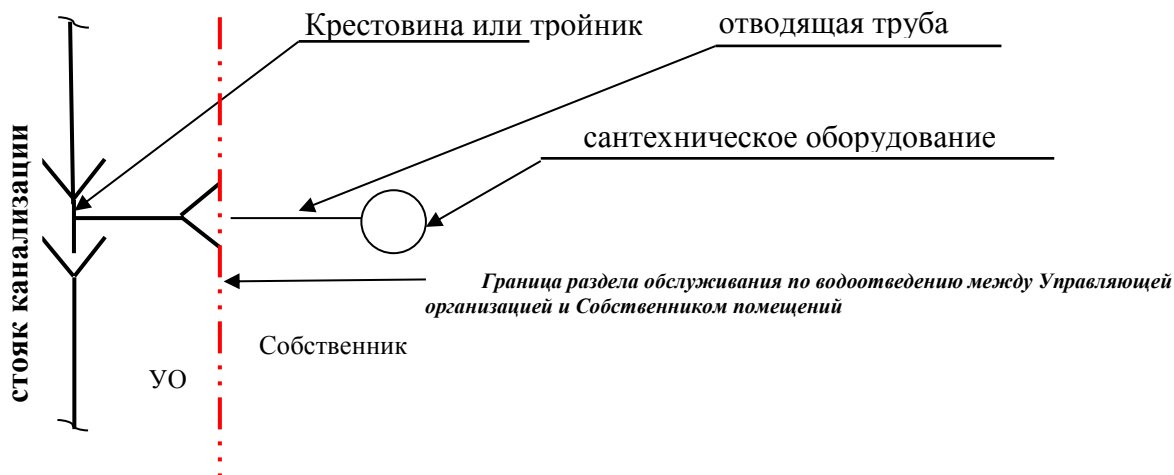 Крестовина или тройник
отводящая труба
сантехническое оборудование
стояк канализации
Граница раздела обслуживания по водоотведению между Управляющей
организацией и Собственником помещений
Собственник
УО